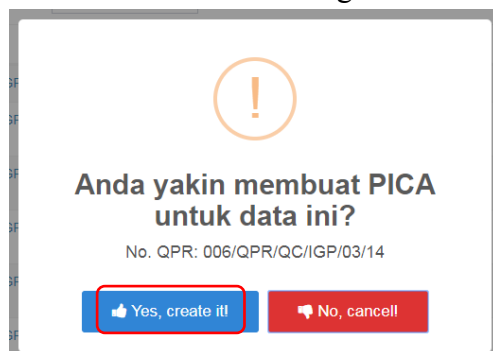 !
Anda yakin membuat PICA
untuk data ini?
No. QPR: 006/QPR/QC/IGP/03/14
Yes, create it!
No, cancel!